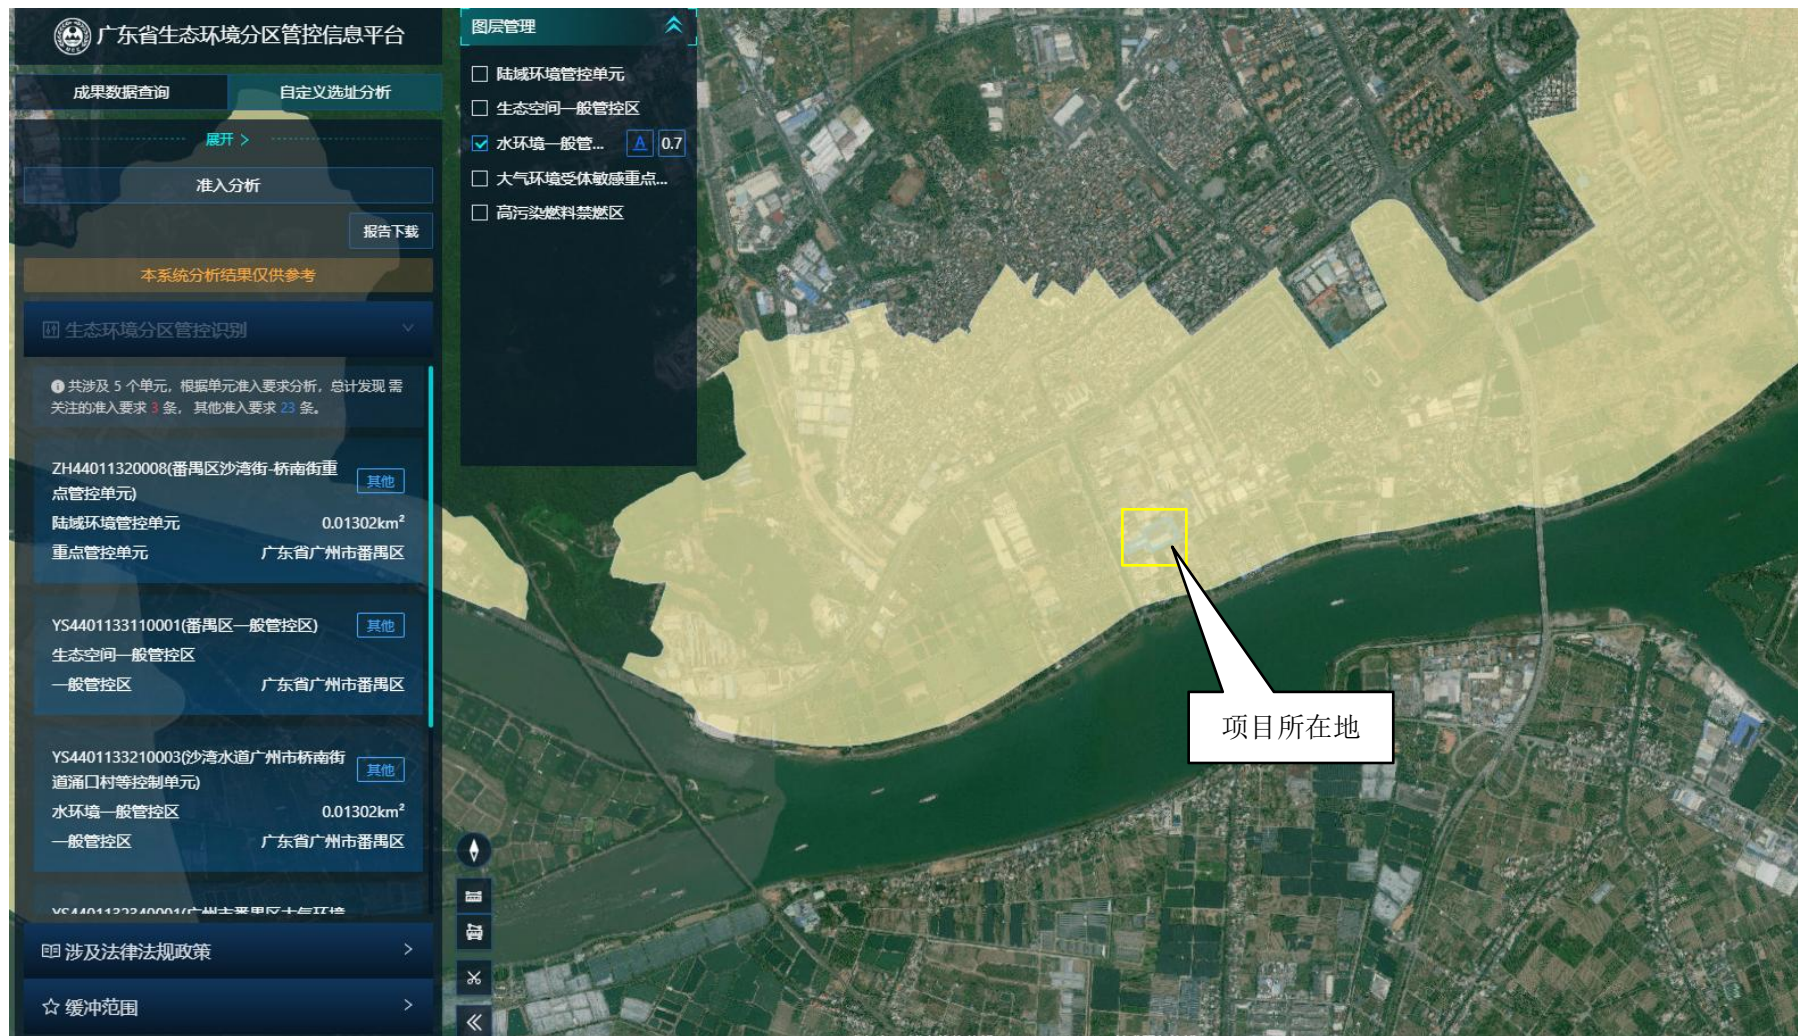 广东省生态环境分区管控信息平台
成果数据查询
自定义选址分析
展开 >
准入分析
报告下载
本系统分析结果仅供参考
生态环境分区管控识别
共涉及 5 个单元，根据单元准入要求分析，总计发现 需
关注的准入要求 3 条， 其他准入要求 23 条。
ZH44011320008(番禺区沙湾街-桥南街重
点管控单元)
其他
陆域环境管控单元 0.01302km²
重点管控单元 广东省广州市番禺区
YS4401133110001(番禺区一般管控区)
其他
生态空间一般管控区
一般管控区 广东省广州市番禺区
YS4401133210003(沙湾水道广州市桥南街
道涌口村等控制单元)
其他
水环境一般管控区 0.01302km²
一般管控区 广东省广州市番禺区
YS4401132340001(广州市番禺区大气环境
涉及法律法规政策
缓冲范围
图层管理
陆域环境管控单元
生态空间一般管控区
水环境一般管... A 0.7
大气环境受体敏感重点...
高污染燃料禁燃区
项目所在地